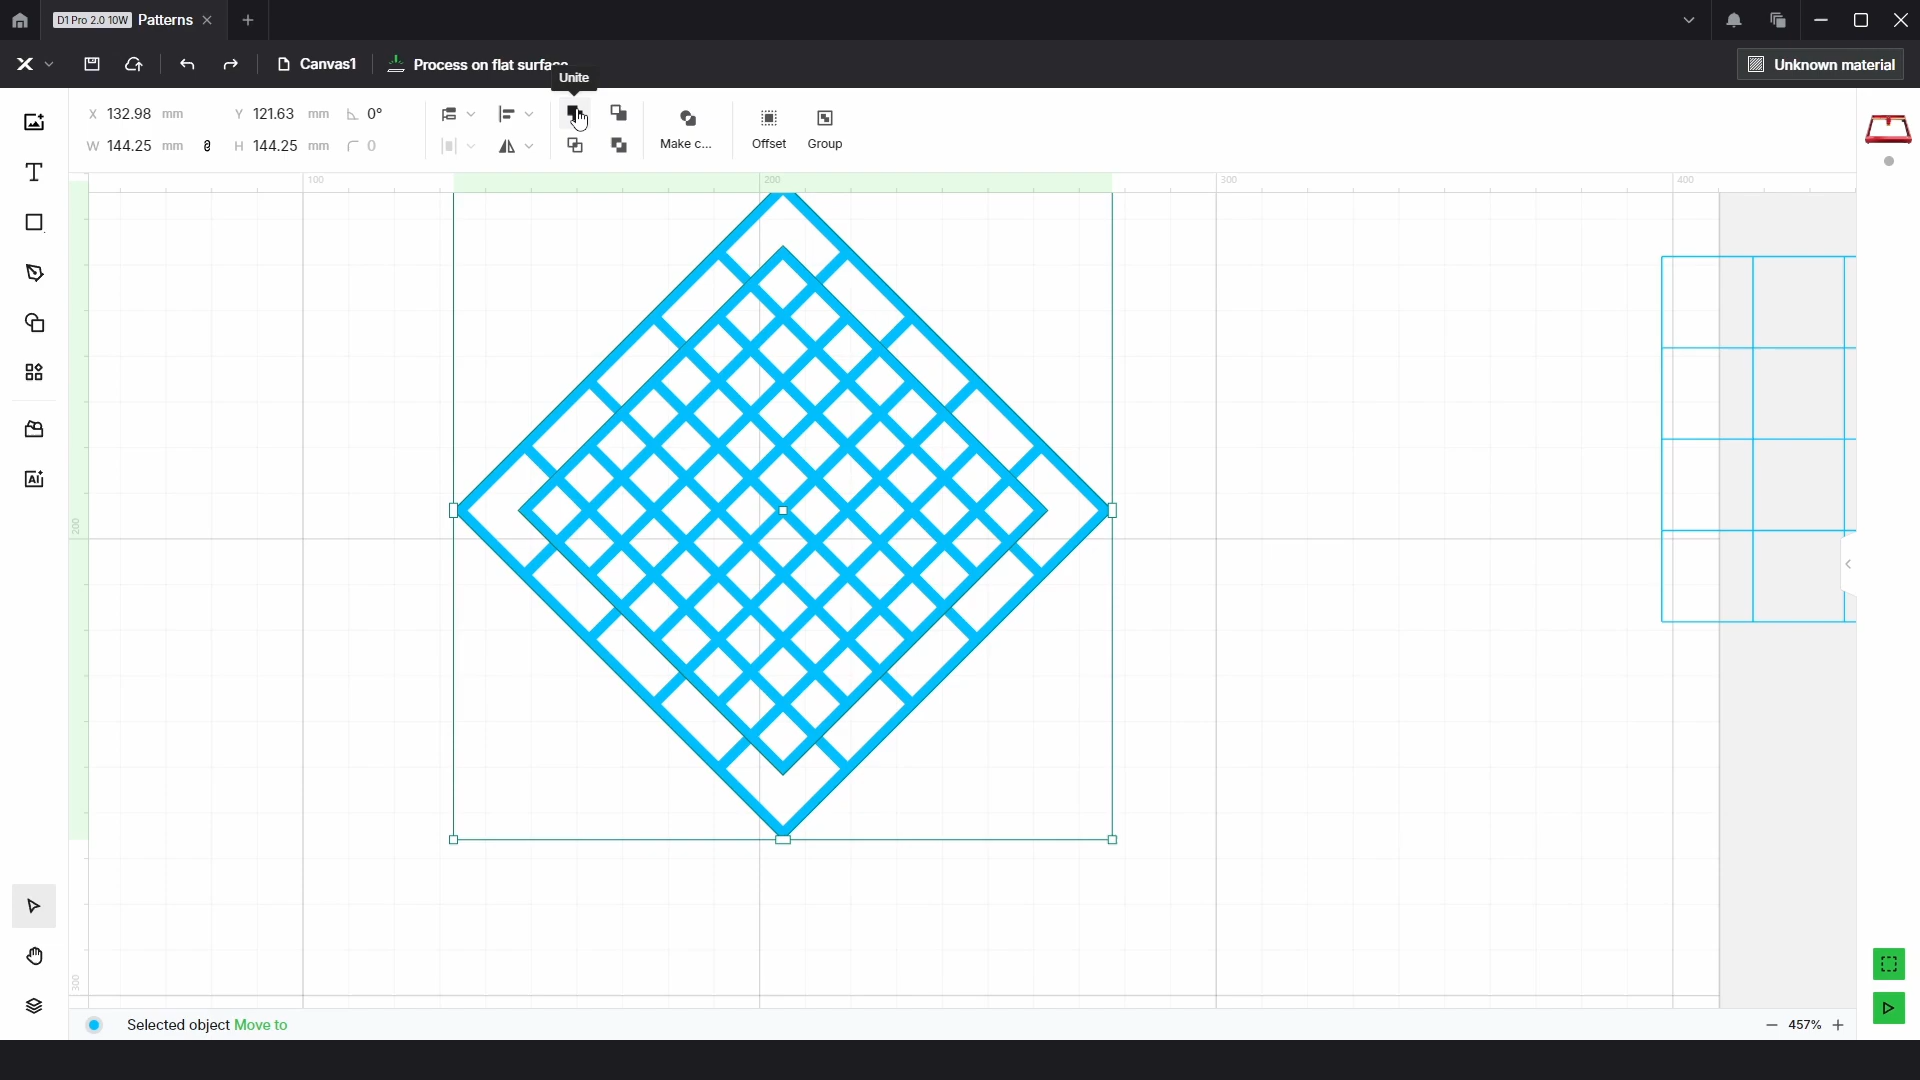 D1 Pro 2.0 10W Patterns
Canvas1 Process on flat surface
Unknown material
Unite
X 132.98 mm Y 121.63 mm 0°
W 144.25 mm H 144.25 mm 0
Make c... Offset Group
100 200 300 400
200
300
AI
Selected object Move to
457%